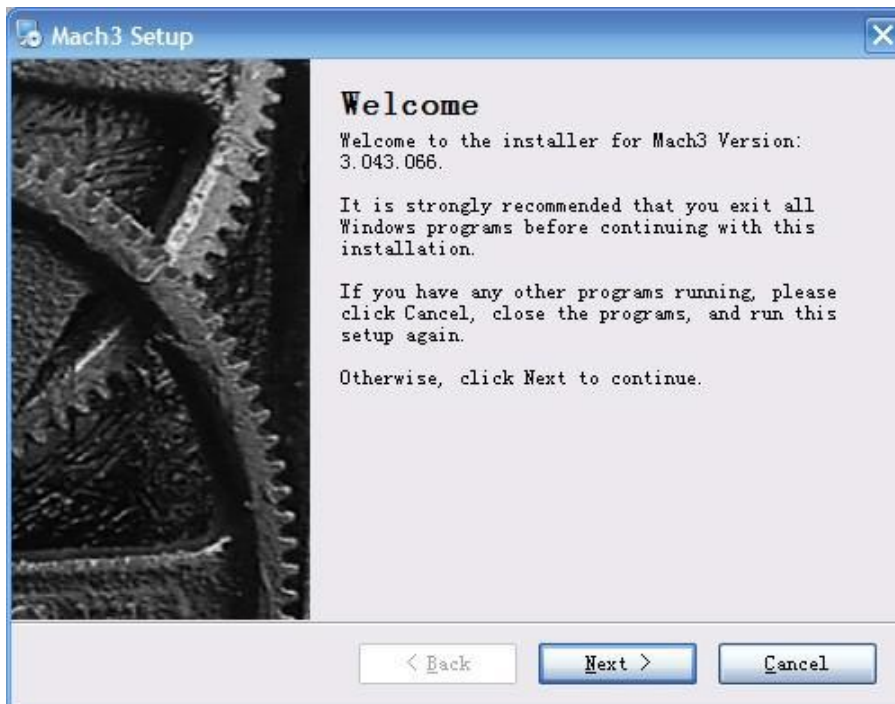 Mach3 Setup
Welcome
Welcome to the installer for Mach3 Version:
3.043.066.
It is strongly recommended that you exit all
Windows programs before continuing with this
installation.
If you have any other programs running, please
click Cancel, close the programs, and run this
setup again.
Otherwise, click Next to continue.
< Back
Next >
Cancel